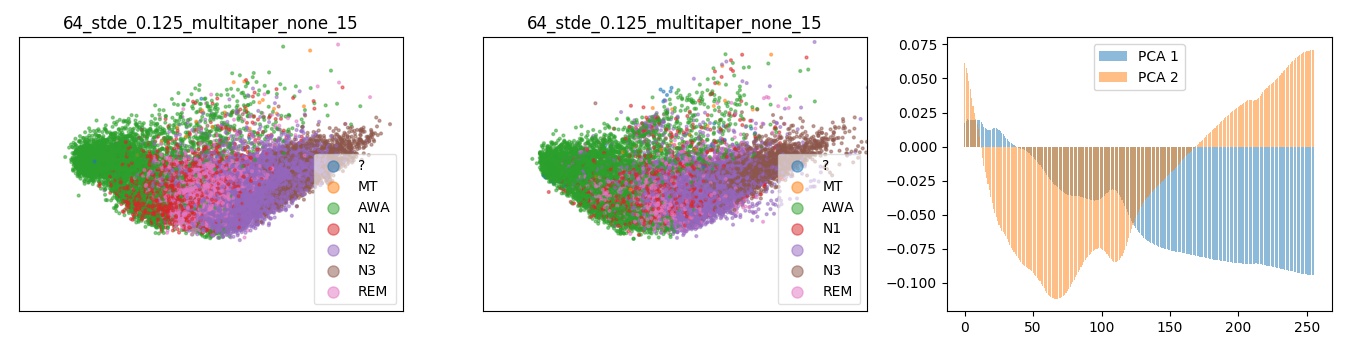 64_stde_0.125_multitaper_none_15
?
MT
AWA
N1
N2
N3
REM
64_stde_0.125_multitaper_none_15
?
MT
AWA
N1
N2
N3
REM
PCA 1
PCA 2
0.075
0.050
0.025
0.000
−0.025
−0.050
−0.075
−0.100
0 50 100 150 200 250